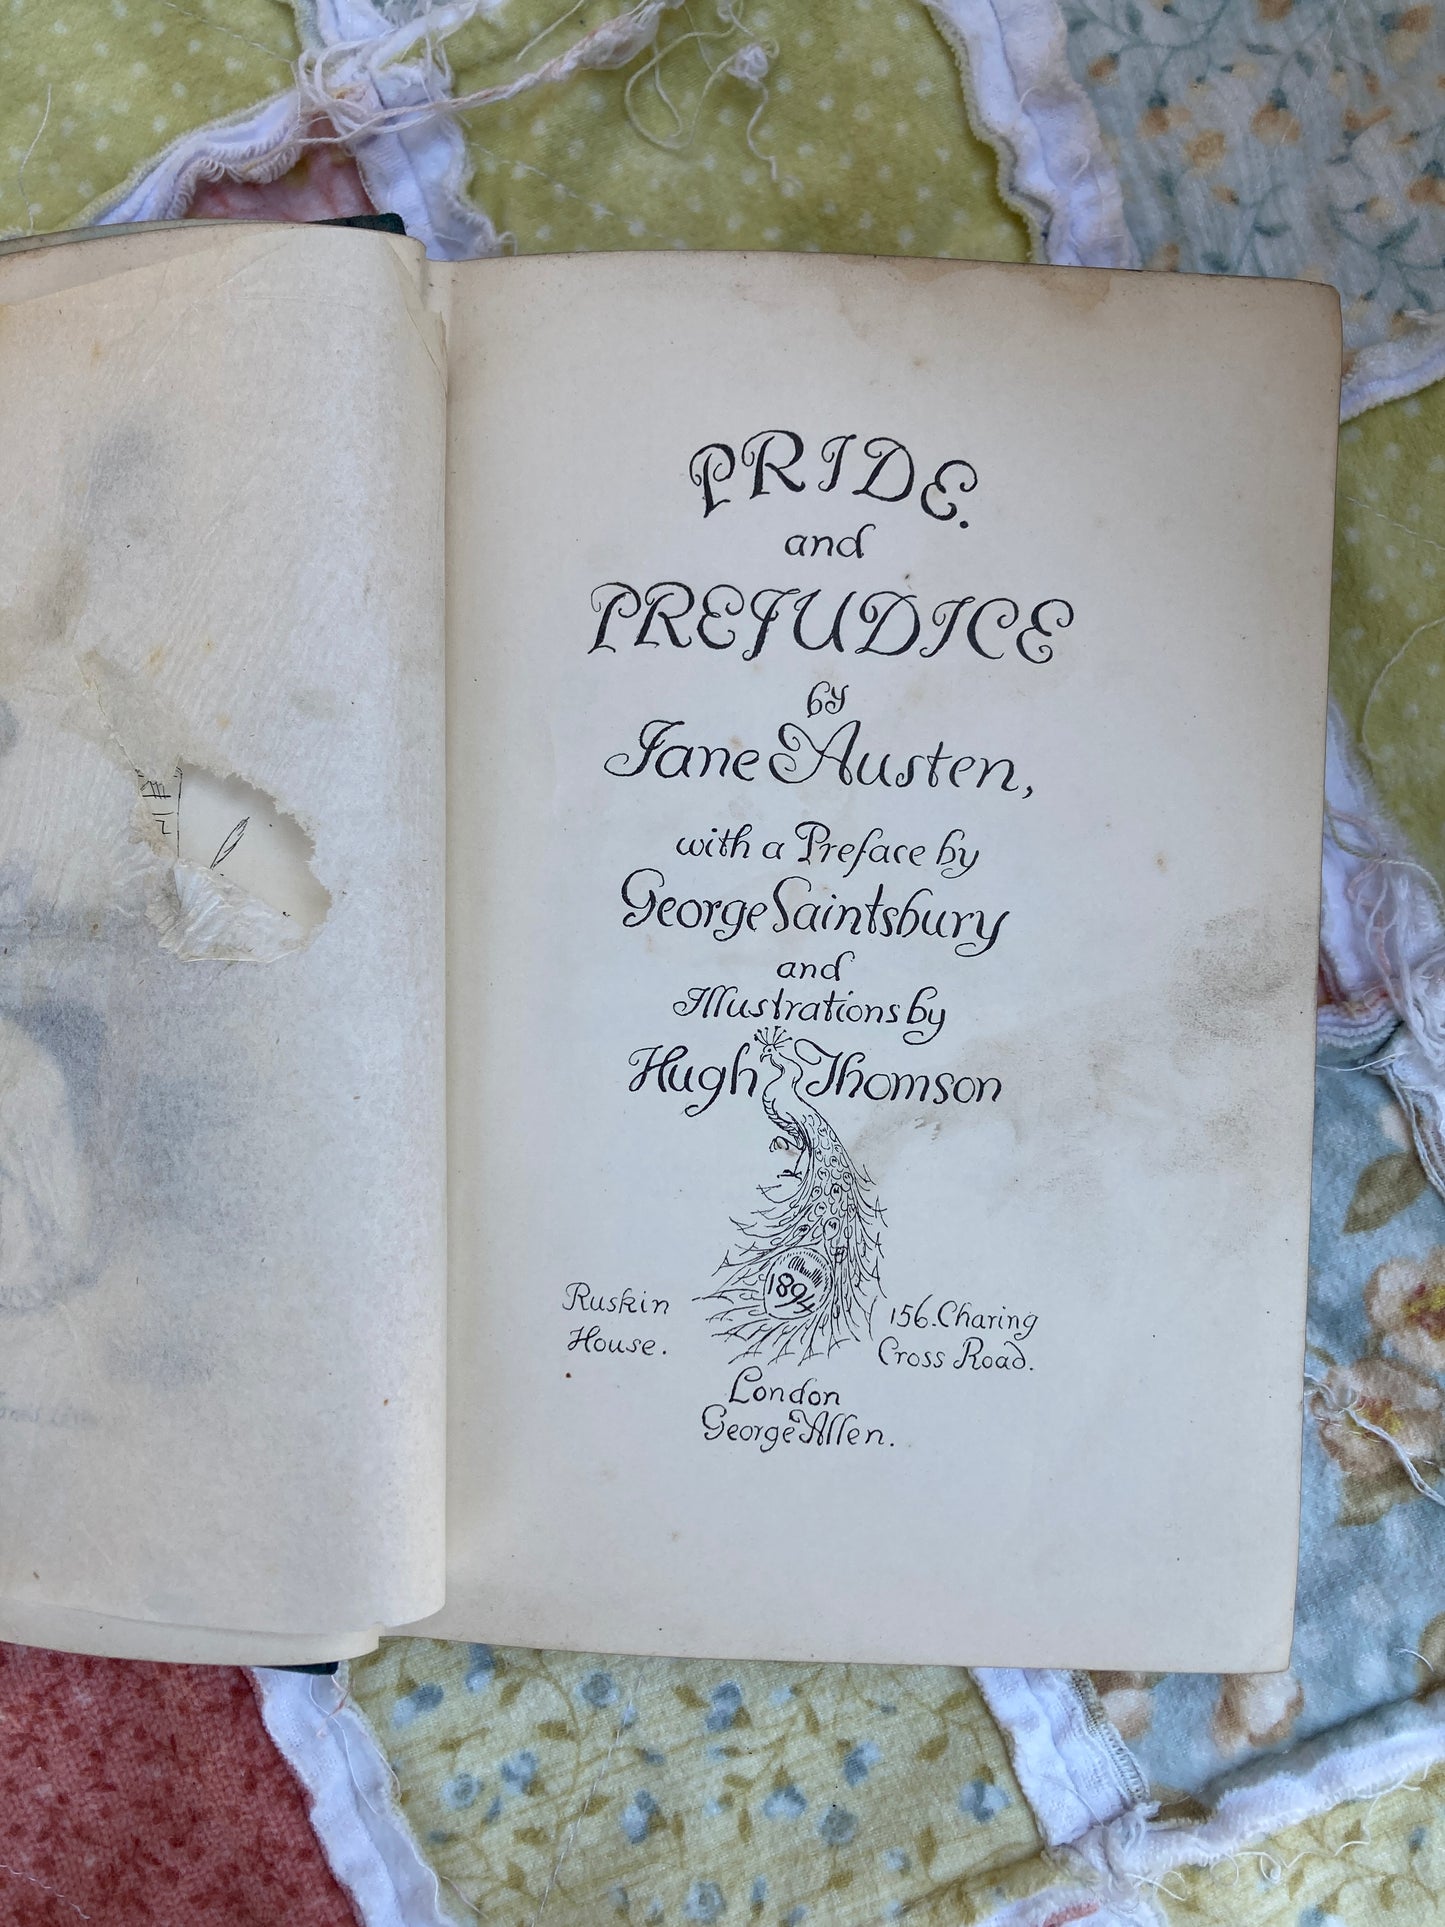 PRIDE.
and
PREJUDICE
by
Jane Austen,
with a Preface by
George Saintsbury
and
Illustrations by
Hugh Thomson
1894
Ruskin
House.
156. Charing
Cross Road.
London
George Allen.